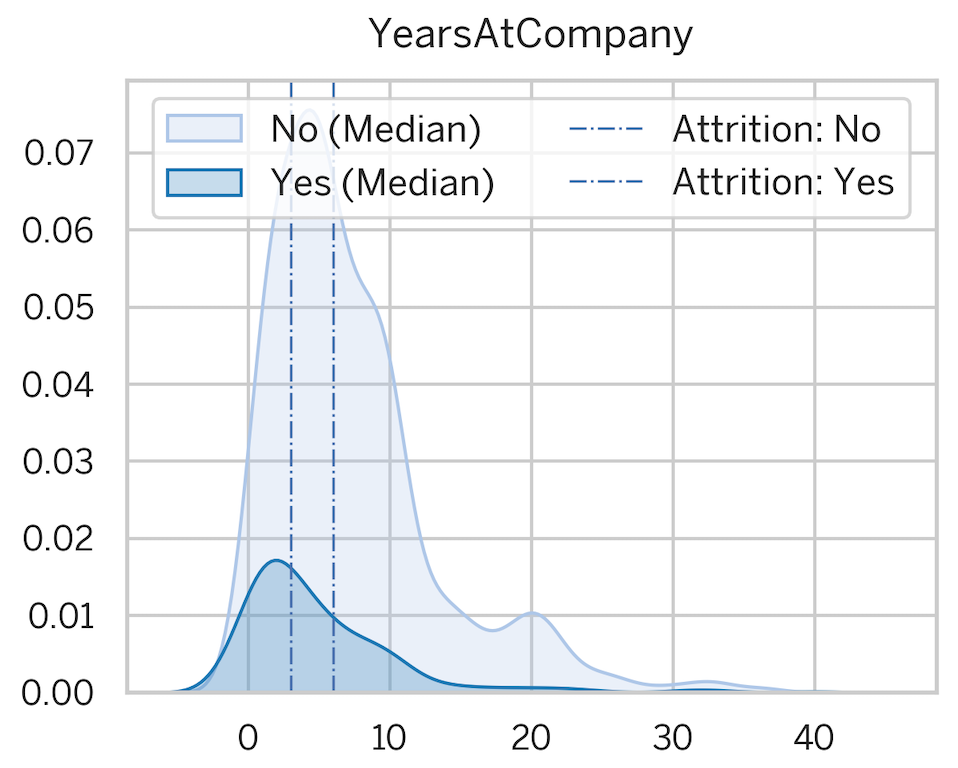 YearsAtCompany
No (Median) Attrition: No
Yes (Median) Attrition: Yes
0.07
0.06
0.05
0.04
0.03
0.02
0.01
0.00
0 10 20 30 40